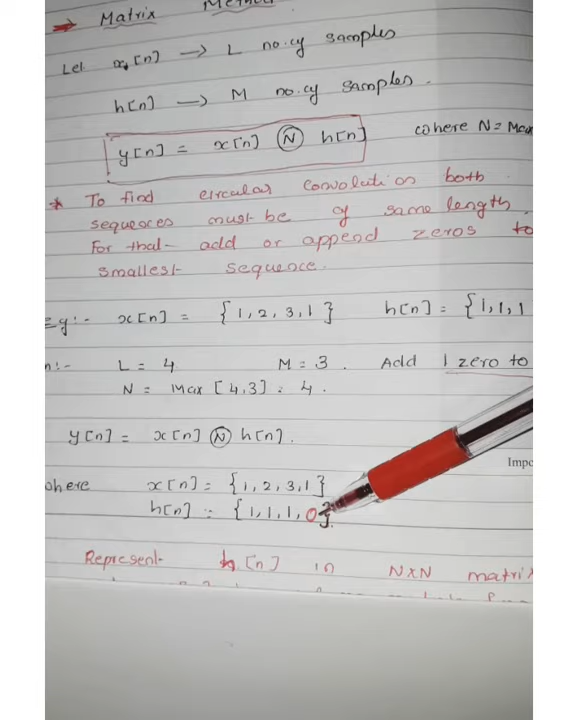 Matrix Method
Let x[n] → L no. of samples
h[n] → M no. of samples.
y[n] = x[n] Ⓝ h[n] where N = Max
* To find circular convolution both
sequences must be of same length.
For that add or append zeros to
smallest sequence.
Eg:- x[n] = {1, 2, 3, 1} h[n] = {1, 1, 1
n:- L = 4 M = 3. Add 1 zero to
N = Max [4,3] = 4.
y[n] = x[n] Ⓝ h[n].
Impo
where x[n] = {1, 2, 3, 1}
h[n] = {1, 1, 1, 0}
Represent h[n] in NxN matrix